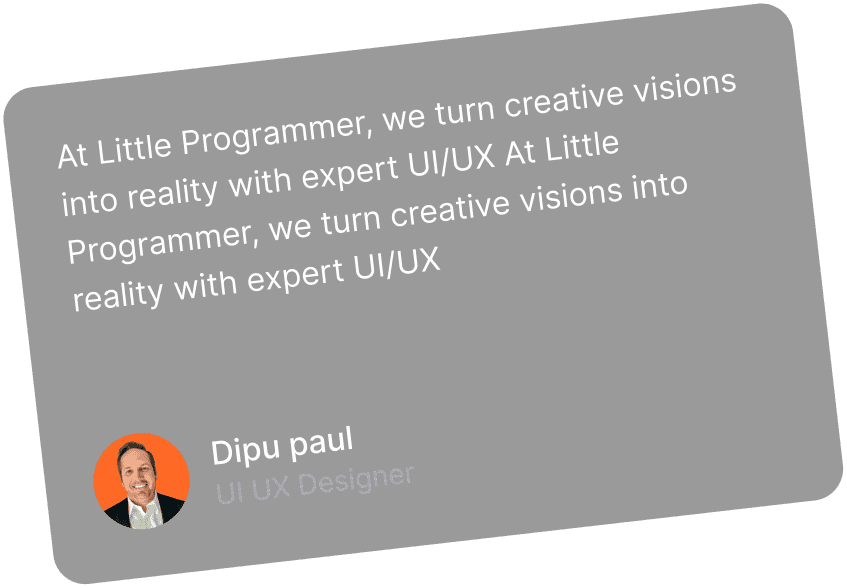 At Little Programmer, we turn creative visions
into reality with expert UI/UX At Little
Programmer, we turn creative visions into
reality with expert UI/UX
Dipu paul
UI UX Designer